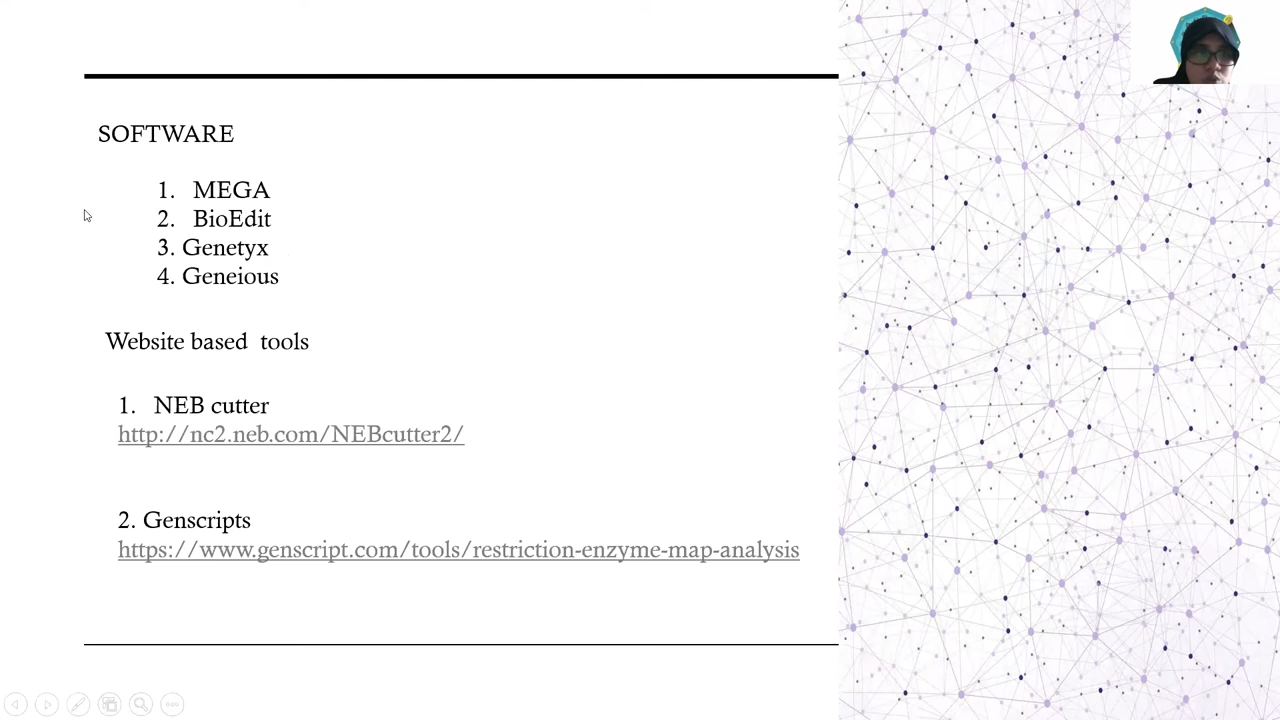 SOFTWARE
1. MEGA
2. BioEdit
3. Genetyx
4. Geneious
Website based tools
1. NEB cutter
http://nc2.neb.com/NEBcutter2/
2. Genscripts
https://www.genscript.com/tools/restriction-enzyme-map-analysis